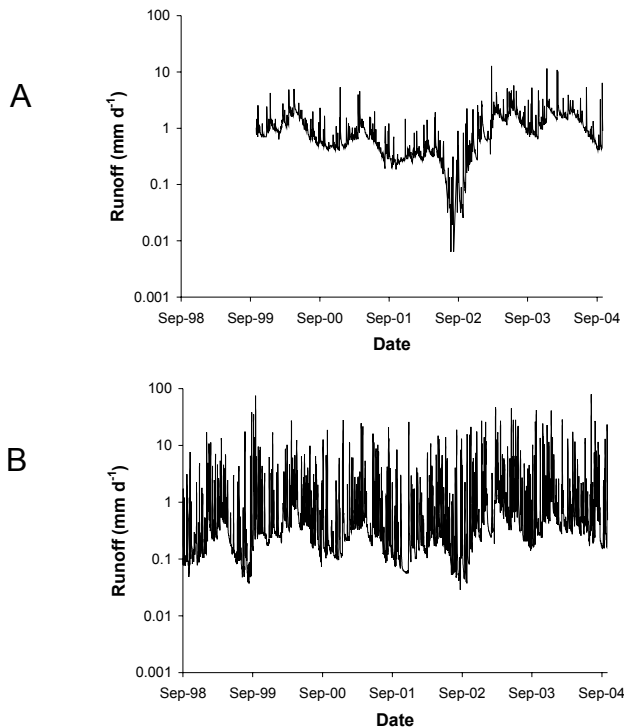 A
Runoff (mm d-1)
100
10
1
0.1
0.01
0.001
Sep-98 Sep-99 Sep-00 Sep-01 Sep-02 Sep-03 Sep-04
Date
B
Runoff (mm d-1)
100
10
1
0.1
0.01
0.001
Sep-98 Sep-99 Sep-00 Sep-01 Sep-02 Sep-03 Sep-04
Date